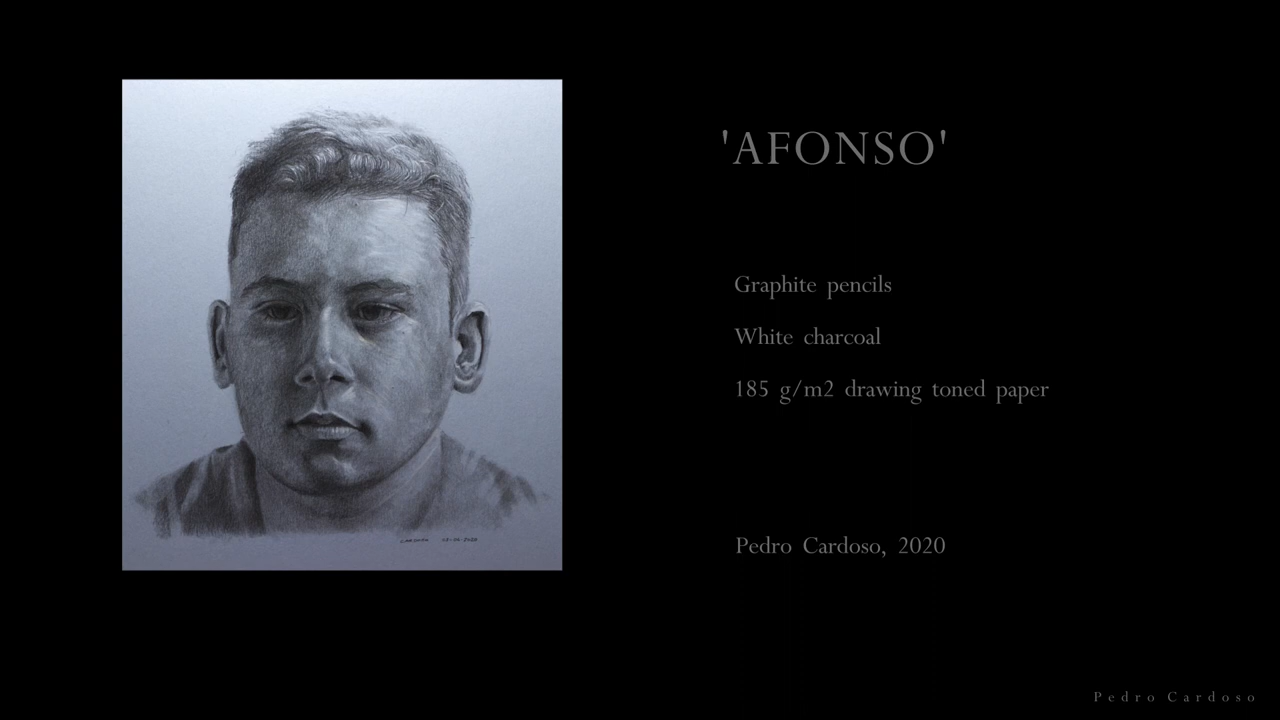 'AFONSO'
Graphite pencils
White charcoal
185 g/m2 drawing toned paper
Pedro Cardoso, 2020
Pedro Cardoso